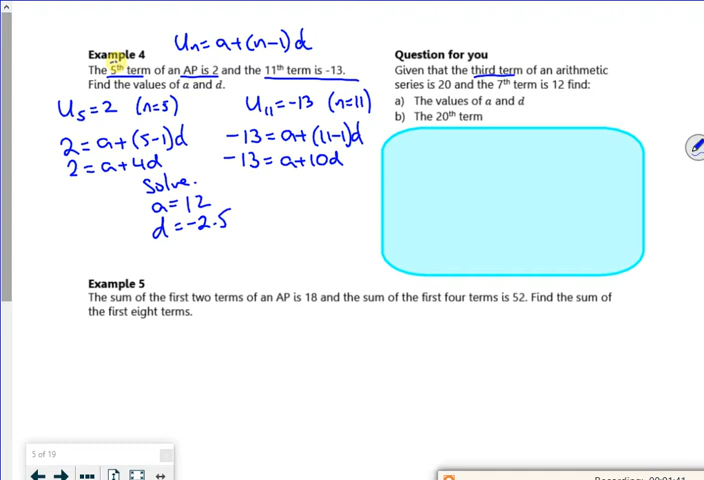 Uₙ = a+(n-1)d
Example 4
The 5th term of an AP is 2 and the 11th term is -13.
Find the values of a and d.
U₅ = 2 (n=5)
2 = a+(5-1)d
2 = a+4d
U₁₁ = -13 (n=11)
-13 = a+(11-1)d
-13 = a+10d
Solve.
a = 12
d = -2.5
Question for you
Given that the third term of an arithmetic
series is 20 and the 7th term is 12 find:
a) The values of a and d
b) The 20th term
Example 5
The sum of the first two terms of an AP is 18 and the sum of the first four terms is 52. Find the sum of
the first eight terms.
5 of 19